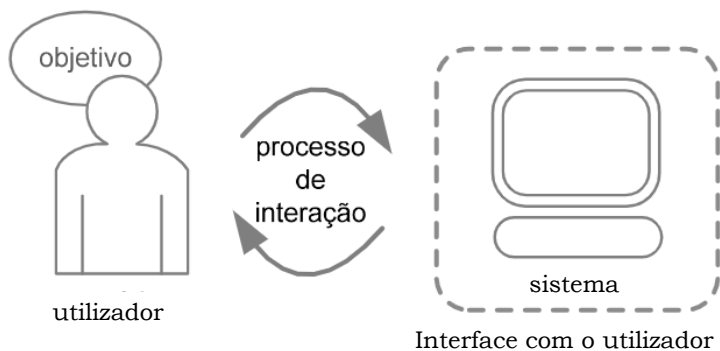 objetivo
processo
de
interação
sistema
utilizador
Interface com o utilizador